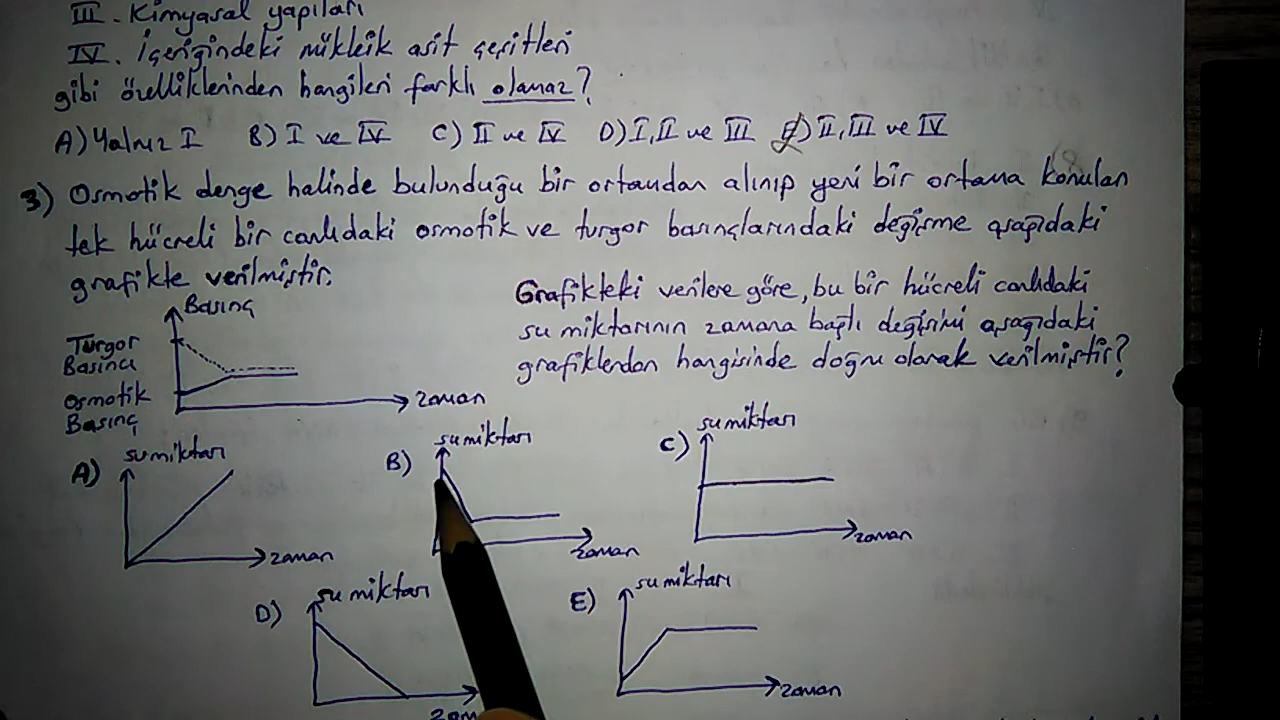 III. Kimyasal yapıları
IV. İçeriğindeki nükleik asit çeşitleri
gibi özelliklerinden hangileri farklı olamaz?
A) Yalnız I B) I ve IV C) II ve IV D) I, II ve III E) II, III ve IV
3) Osmotik denge halinde bulunduğu bir ortamdan alınıp yeni bir ortama konulan
tek hücreli bir canlıdaki osmotik ve turgor basınçlarındaki değişme aşağıdaki
grafikte verilmiştir.
Basınç
Turgor
Basıncı
Osmotik
Basınç
zaman
Grafikteki verilere göre, bu bir hücreli canlıdaki
su miktarının zamana bağlı değişimi aşağıdaki
grafiklerden hangisinde doğru olarak verilmiştir?
A) su miktarı
zaman
B) su miktarı
zaman
C) su miktarı
zaman
D) su miktarı
E) su miktarı
zaman